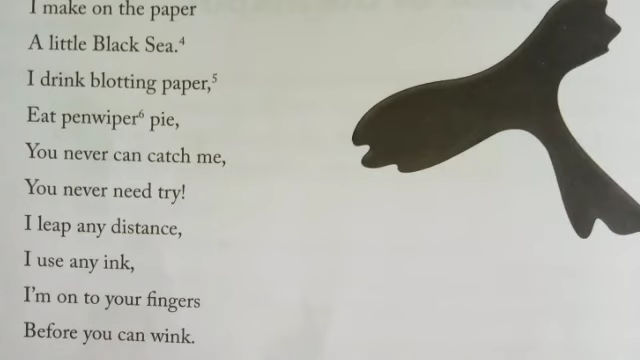 I make on the paper
A little Black Sea.⁴
I drink blotting paper,⁵
Eat penwiper⁶ pie,
You never can catch me,
You never need try!
I leap any distance,
I use any ink,
I'm on to your fingers
Before you can wink.